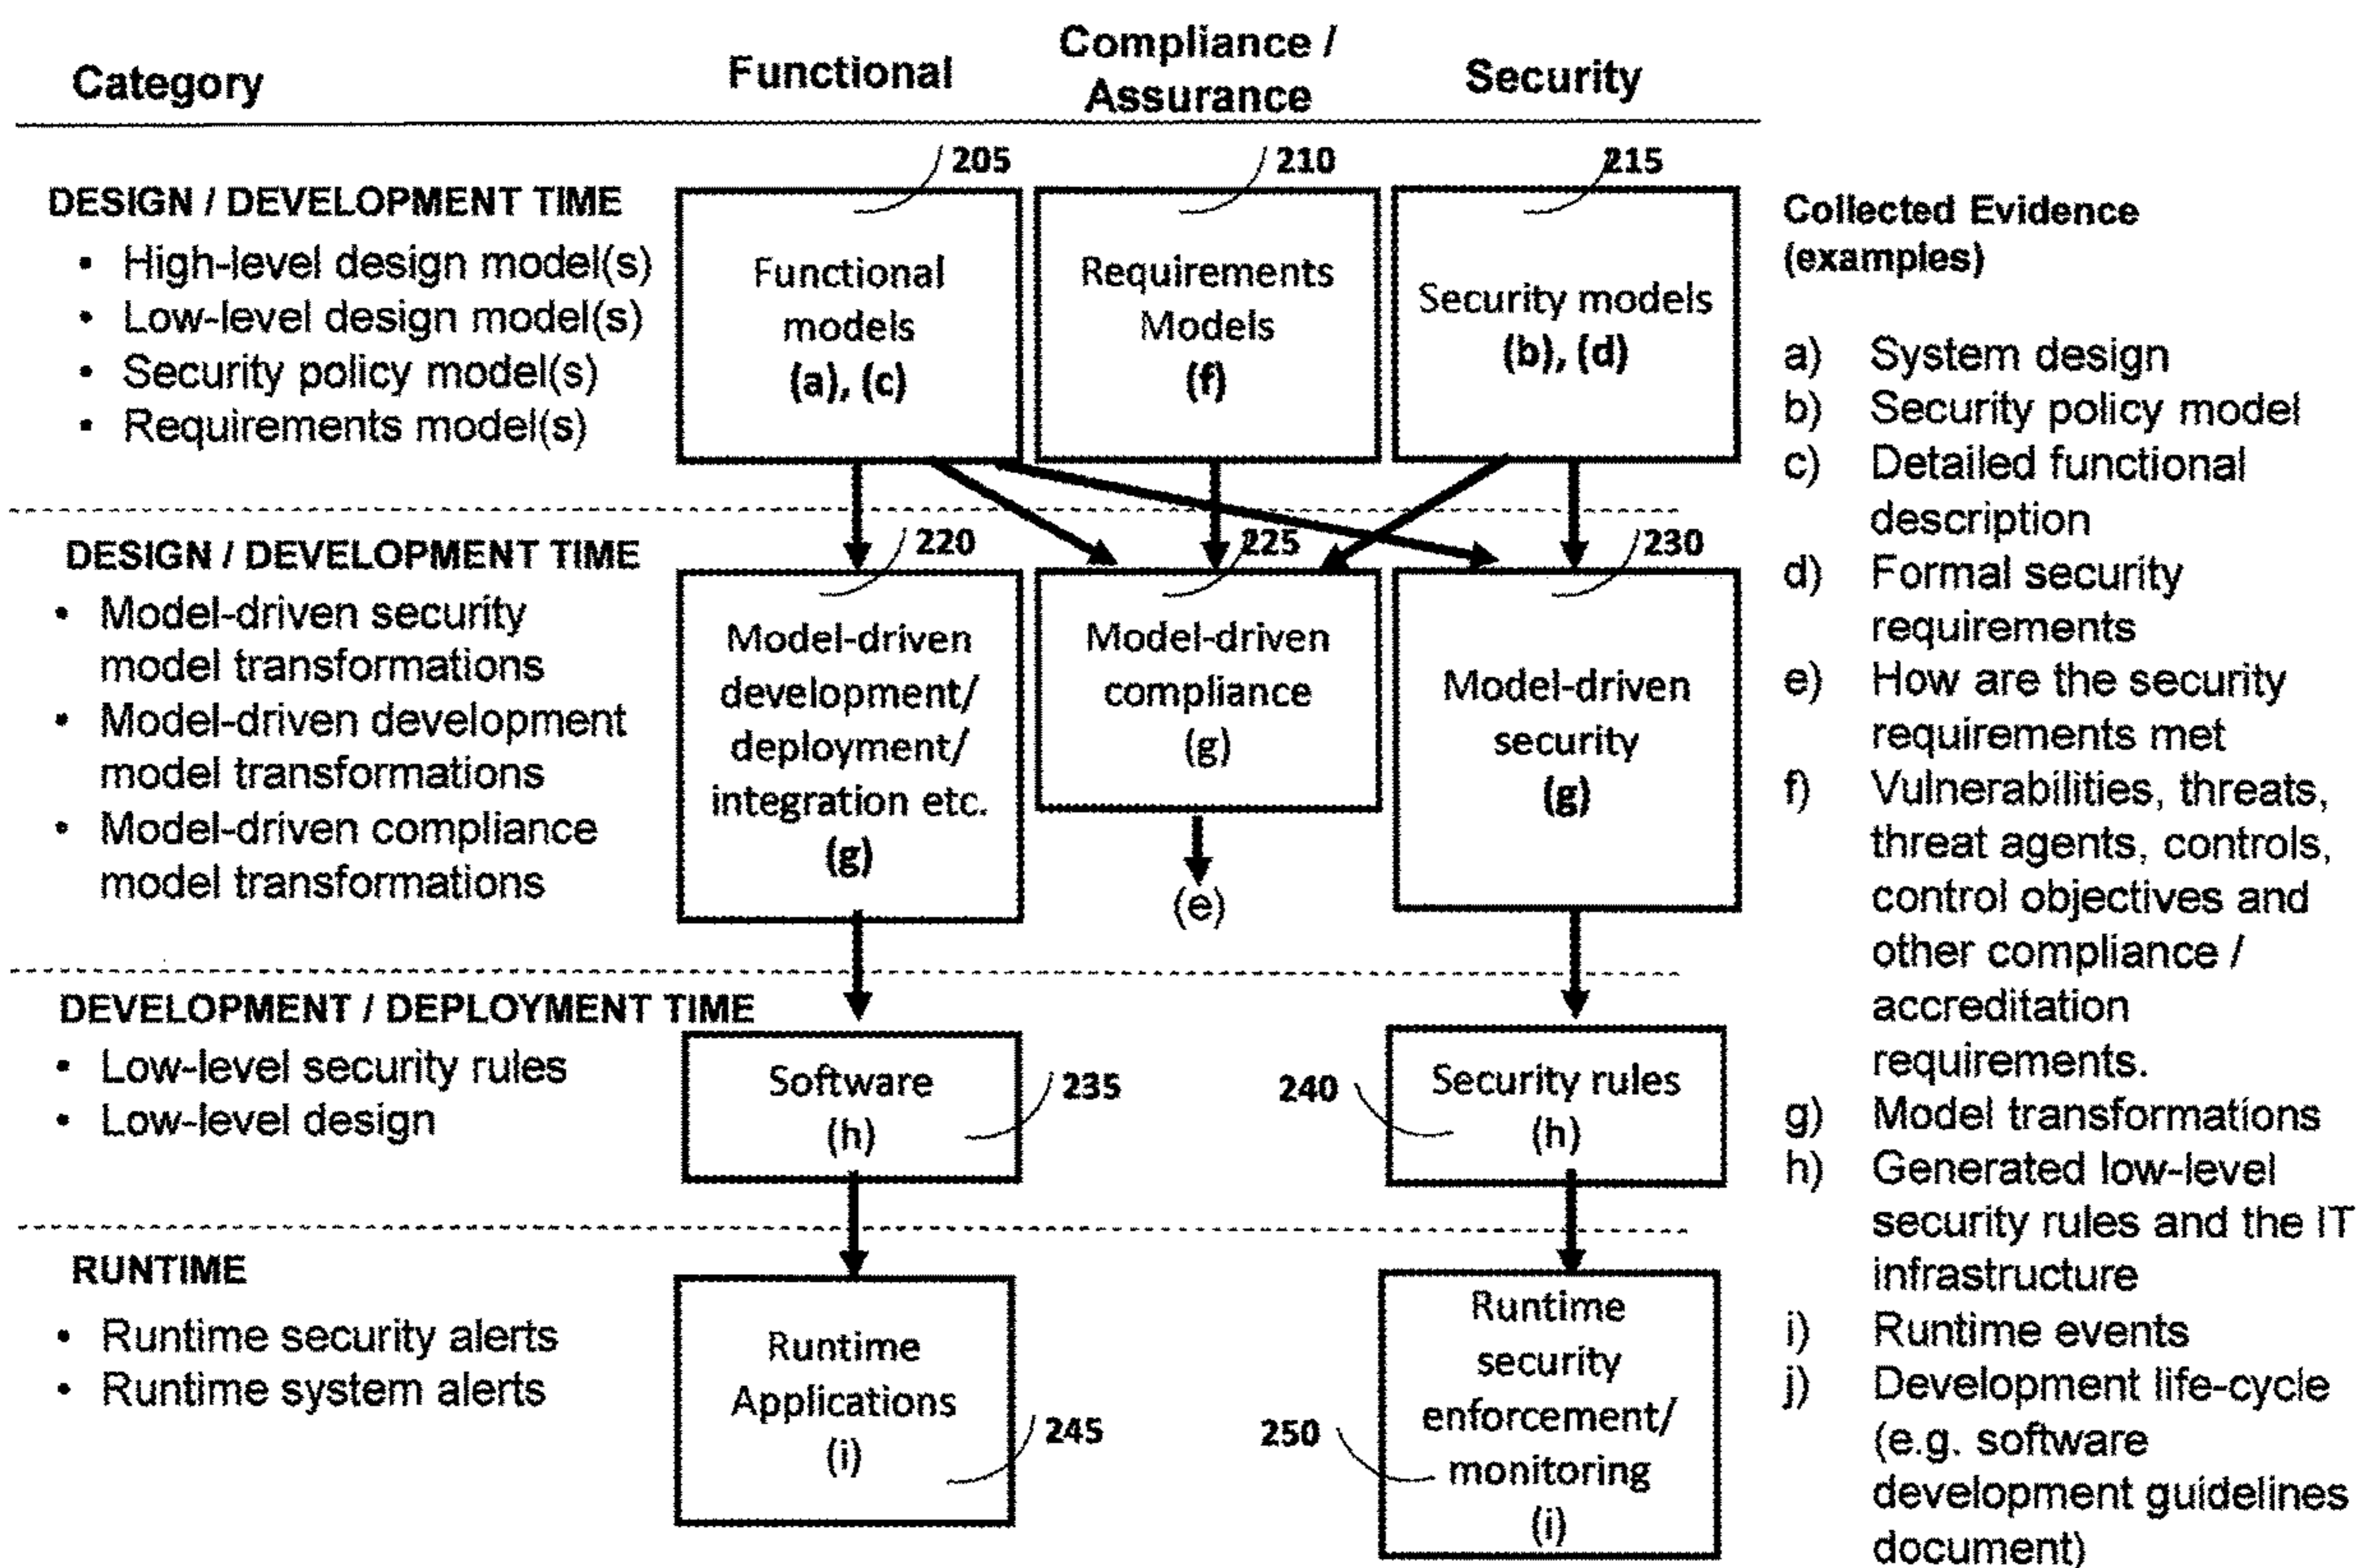 Category
Functional
Compliance /
Assurance
Security
DESIGN / DEVELOPMENT TIME
• High-level design model(s)
• Low-level design model(s)
• Security policy model(s)
• Requirements model(s)
205
Functional
models
(a), (c)
210
Requirements
Models
(f)
215
Security models
(b), (d)
DESIGN / DEVELOPMENT TIME
• Model-driven security
model transformations
• Model-driven development
model transformations
• Model-driven compliance
model transformations
220
Model-driven
development/
deployment/
integration etc.
(g)
225
Model-driven
compliance
(g)
(e)
230
Model-driven
security
(g)
DEVELOPMENT / DEPLOYMENT TIME
• Low-level security rules
• Low-level design
Software
(h)
235
240
Security rules
(h)
RUNTIME
• Runtime security alerts
• Runtime system alerts
Runtime
Applications
(i)
245
250
Runtime
security
enforcement/
monitoring
(i)
Collected Evidence
(examples)
a) System design
b) Security policy model
c) Detailed functional
description
d) Formal security
requirements
e) How are the security
requirements met
f) Vulnerabilities, threats,
threat agents, controls,
control objectives and
other compliance /
accreditation
requirements.
g) Model transformations
h) Generated low-level
security rules and the IT
infrastructure
i) Runtime events
j) Development life-cycle
(e.g. software
development guidelines
document)